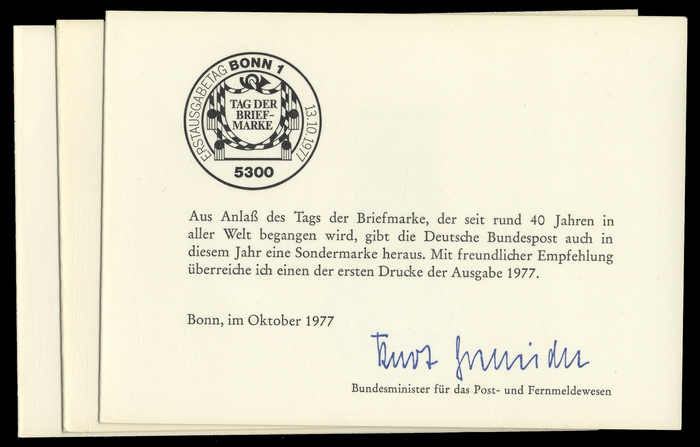 ERSTAUSGABETAG BONN 1 13.10.1977
TAG DER
BRIEF-
MARKE
5300
Aus Anlaß des Tags der Briefmarke, der seit rund 40 Jahren in
aller Welt begangen wird, gibt die Deutsche Bundespost auch in
diesem Jahr eine Sondermarke heraus. Mit freundlicher Empfehlung
überreiche ich einen der ersten Drucke der Ausgabe 1977.
Bonn, im Oktober 1977
Kurt
Bundesminister für das Post- und Fernmeldewesen